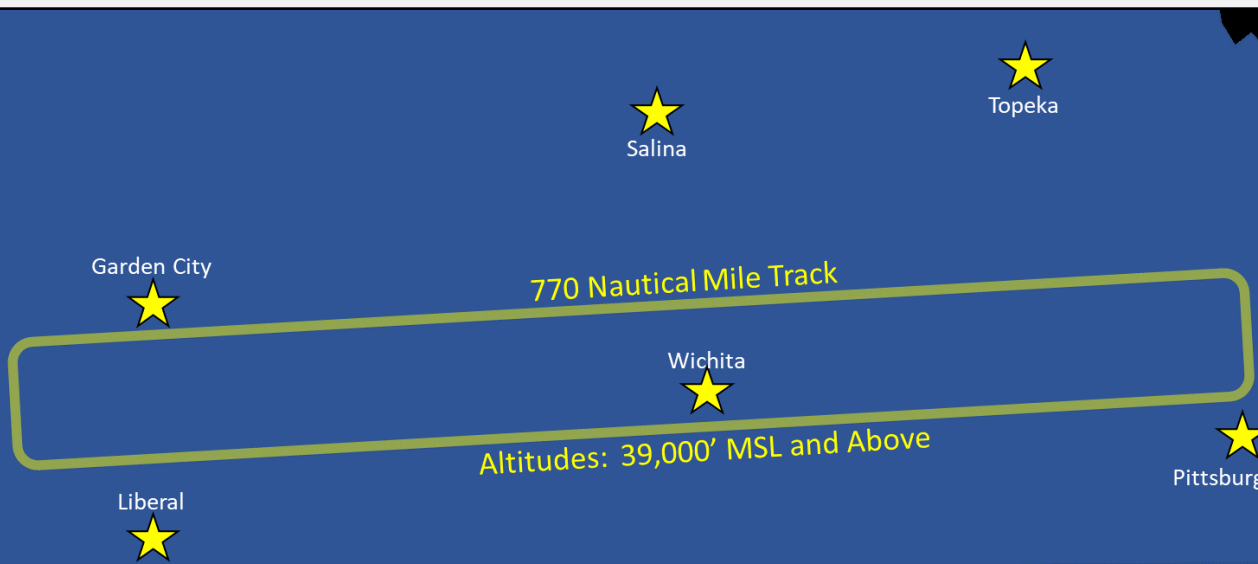 Topeka
Salina
Garden City
770 Nautical Mile Track
Wichita
Altitudes: 39,000’ MSL and Above
Pittsburg
Liberal